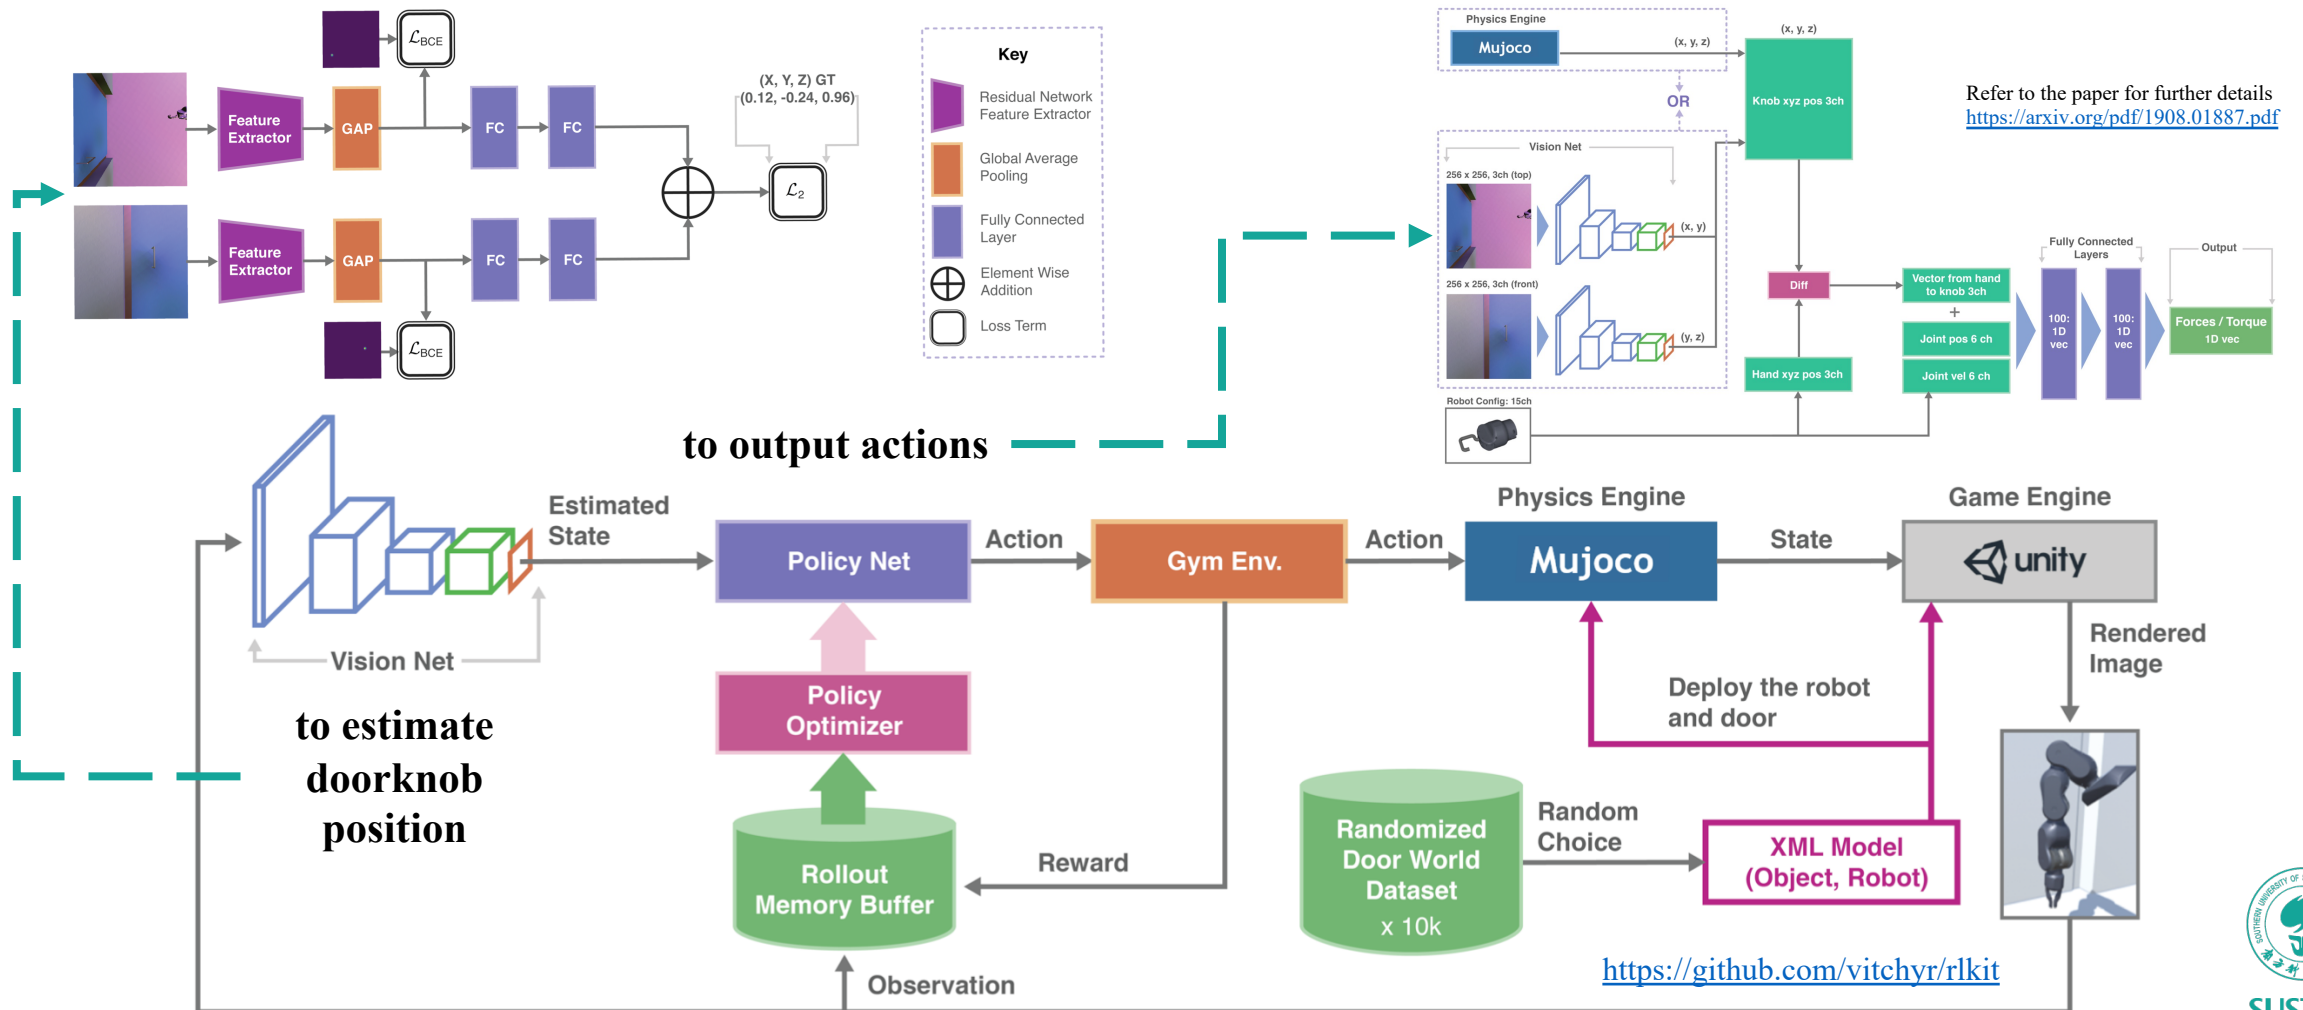 ℒBCE
Feature
Extractor
GAP
FC
FC
(X, Y, Z) GT
(0.12, -0.24, 0.96)
ℒ2
Feature
Extractor
GAP
FC
FC
ℒBCE
Key
Residual Network
Feature Extractor
Global Average
Pooling
Fully Connected
Layer
Element Wise
Addition
Loss Term
Physics Engine
Mujoco
(x, y, z)
(x, y, z)
Knob xyz pos 3ch
OR
Vision Net
256 x 256, 3ch (top)
(x, y)
256 x 256, 3ch (front)
(y, z)
Robot Config: 15ch
Diff
Hand xyz pos 3ch
Vector from hand
to knob 3ch
+
Joint pos 6 ch
Joint vel 6 ch
Fully Connected
Layers
100:
1D
vec
100:
1D
vec
Output
Forces / Torque
1D vec
Refer to the paper for further details
https://arxiv.org/pdf/1908.01887.pdf
to output actions
Vision Net
to estimate
doorknob
position
Estimated
State
Policy Net
Action
Gym Env.
Action
Physics Engine
Mujoco
State
Game Engine
unity
Rendered
Image
Policy
Optimizer
Rollout
Memory Buffer
Reward
Observation
Deploy the robot
and door
Randomized
Door World
Dataset
x 10k
Random
Choice
XML Model
(Object, Robot)
https://github.com/vitchyr/rlkit
SOUTHERN UNIVERSITY OF